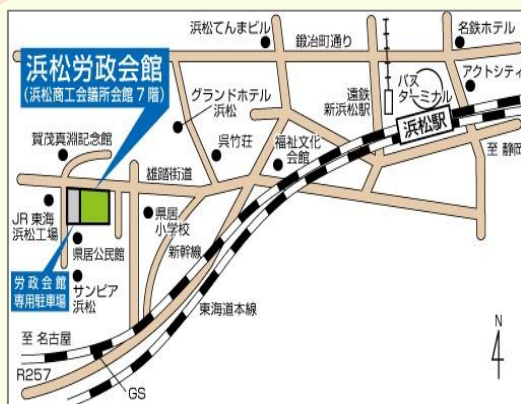 浜松てんまビル
鍛冶町通り
名鉄ホテル
浜松労政会館
(浜松商工会議所会館 7 階)
グランドホテル
浜松
遠鉄
新浜松駅
バス
ターミナル
アクトシティ
浜松駅
至 静岡
賀茂真淵記念館
呉竹荘
福祉文化
会館
雄踏街道
JR 東海
浜松工場
県居
小学校
県居公民館
新幹線
労政会館
専用駐車場
サンピア
浜松
東海道本線
至 名古屋
R257
GS
N